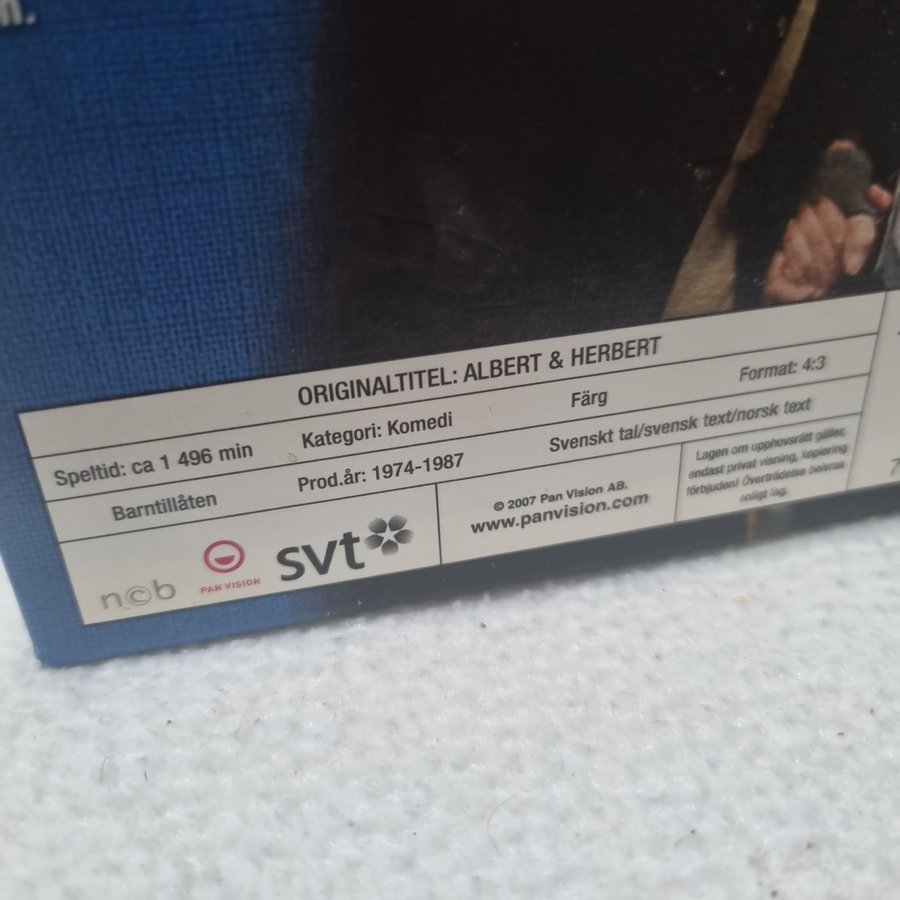 ORIGINALTITEL: ALBERT & HERBERT
Speltid: ca 1 496 min Kategori: Komedi Färg Format: 4:3
Barntillåten Prod.år: 1974-1987 Svenskt tal/svensk text/norsk text
ncb PAN VISION svt
© 2007 Pan Vision AB.
www.panvision.com
Lagen om upphovsrätt gäller,
endast privat visning, kopiering
förbjuden! Överträdelse beivras
enligt lag.